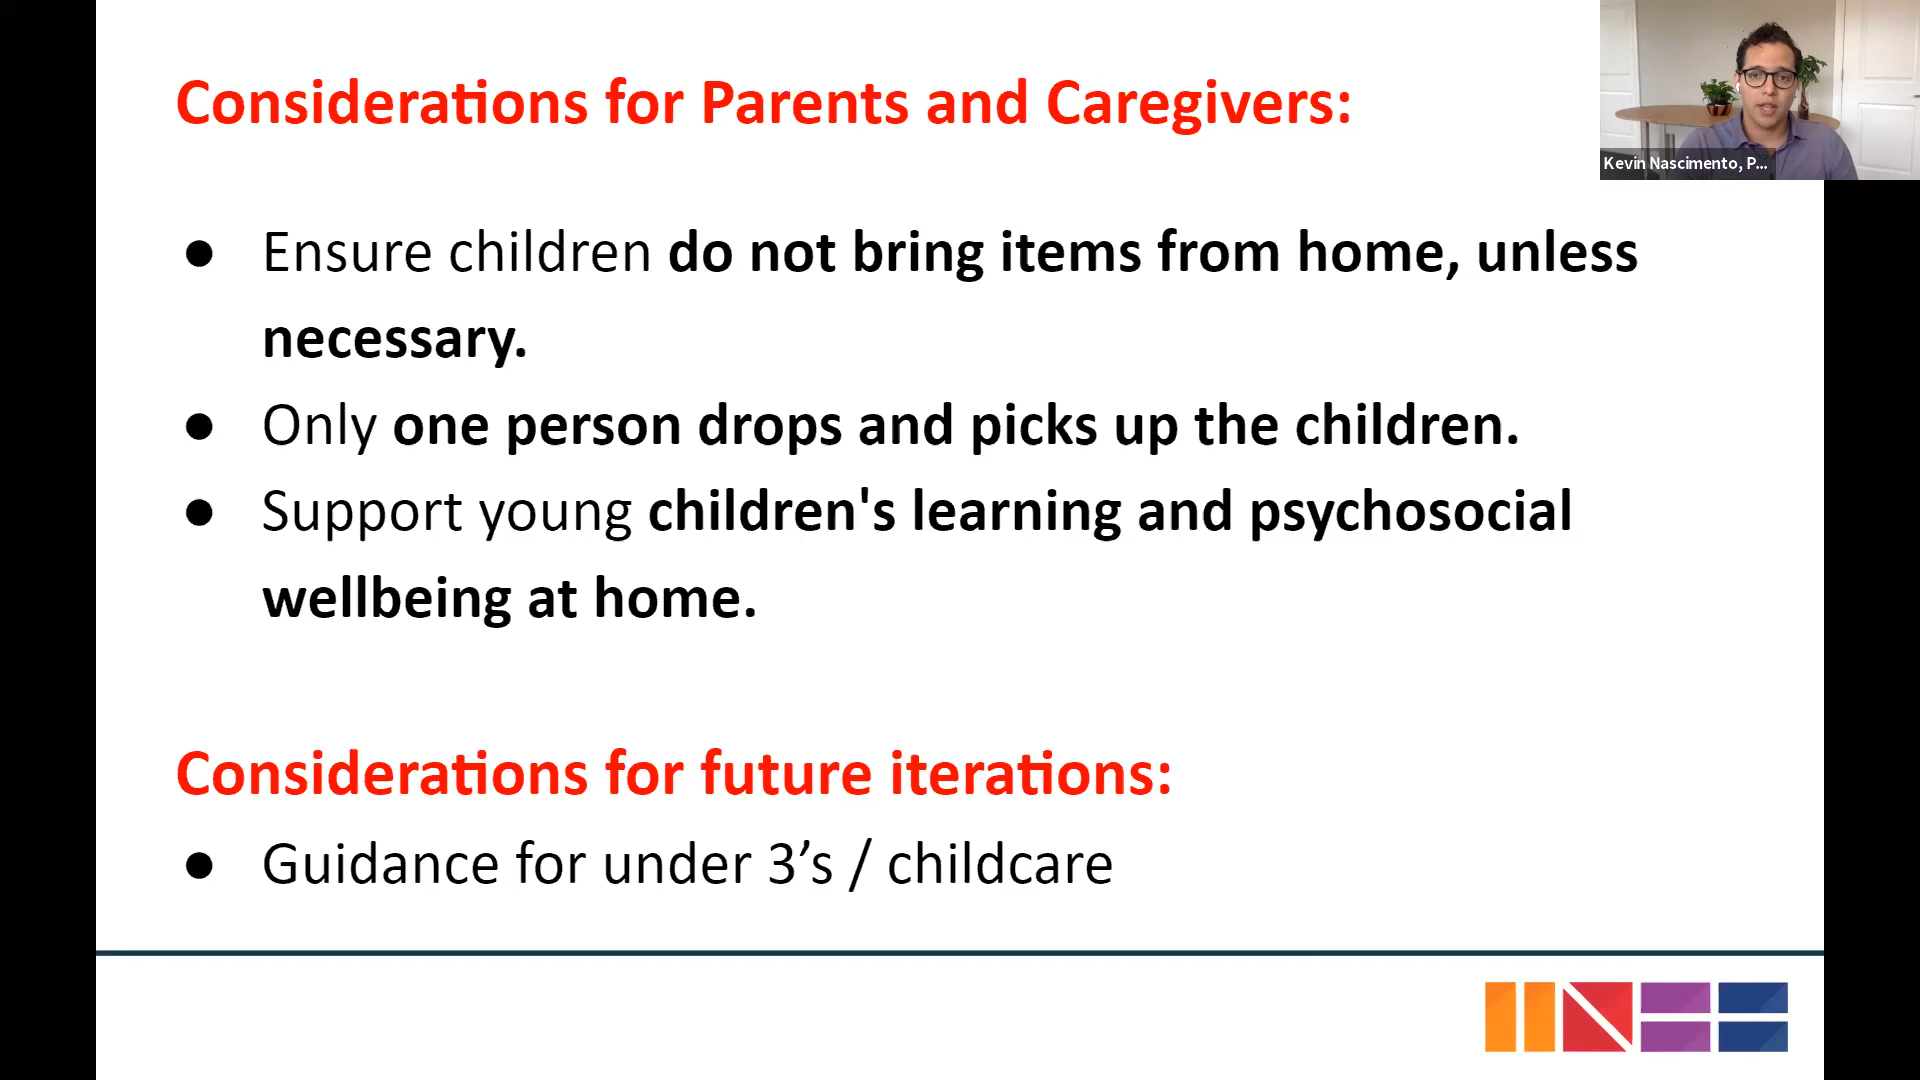 Considerations for Parents and Caregivers:
Kevin Nascimento, P...
● Ensure children do not bring items from home, unless
necessary.
● Only one person drops and picks up the children.
● Support young children's learning and psychosocial
wellbeing at home.
Considerations for future iterations:
● Guidance for under 3’s / childcare
INEE